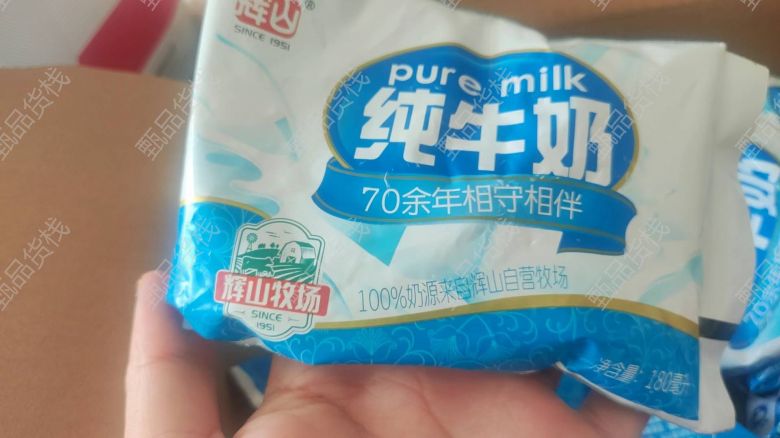 辉山®
SINCE 1951
pure milk
纯牛奶
70余年相守相伴
辉山牧场
SINCE
1951
100%奶源来自辉山自营牧场
净含量：180毫升
甄品货栈